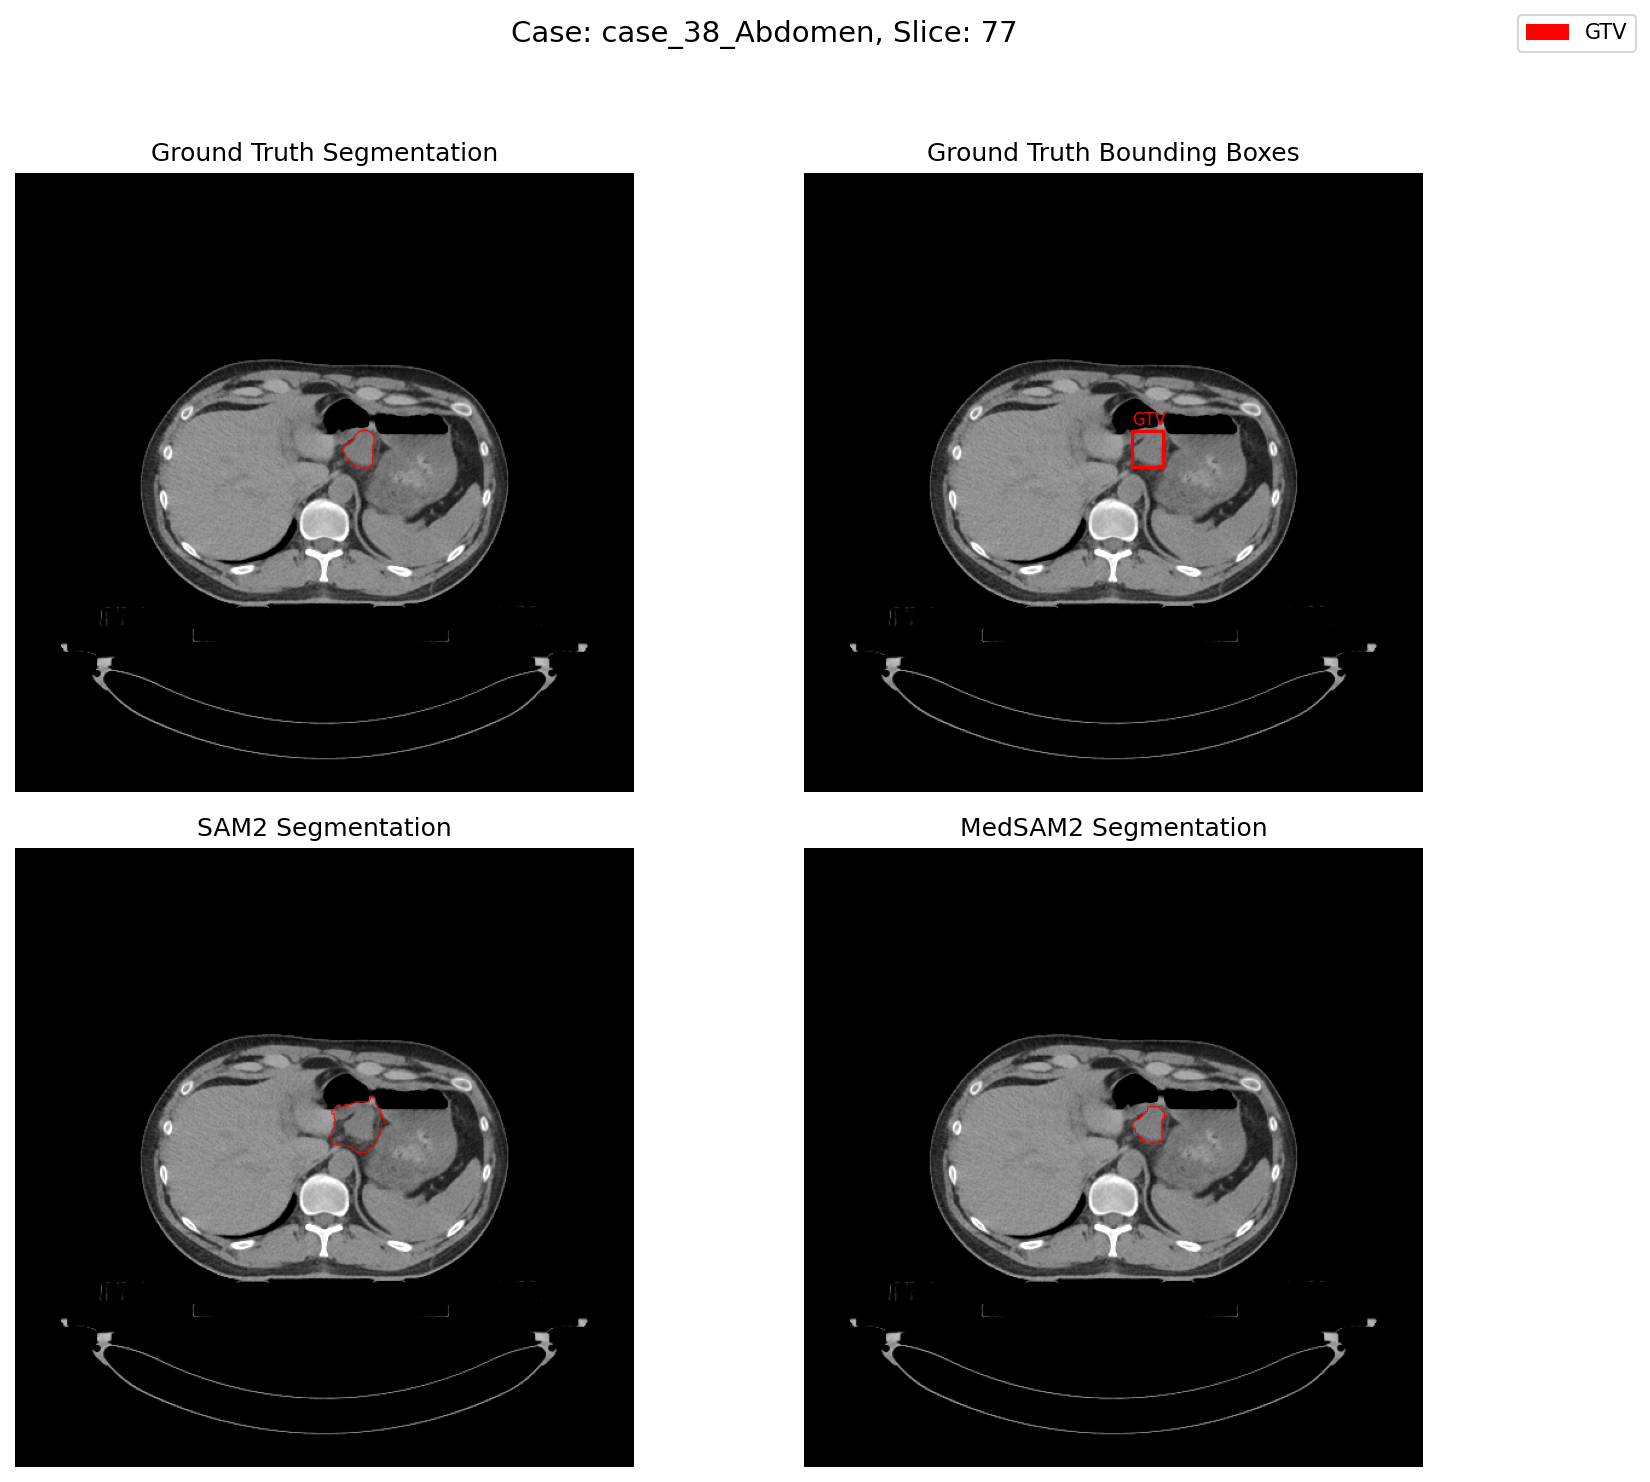 Case: case_38_Abdomen, Slice: 77
GTV
Ground Truth Segmentation
Ground Truth Bounding Boxes
GTV
SAM2 Segmentation
MedSAM2 Segmentation